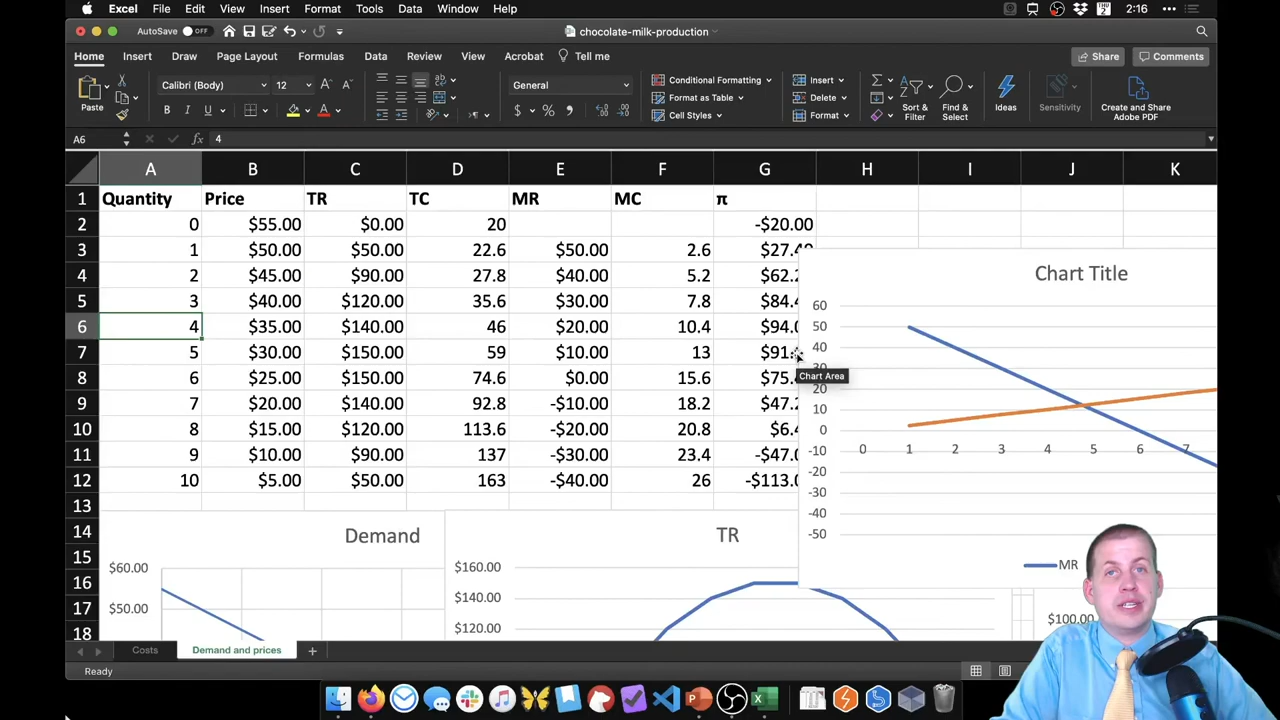 Excel File Edit View Insert Format Tools Data Window Help THU 2 2:16
AutoSave OFF chocolate-milk-production
Home Insert Draw Page Layout Formulas Data Review View Acrobat Tell me Share Comments
Paste Calibri (Body) 12 General Conditional Formatting Format as Table Cell Styles Insert Delete Format Sort & Filter Find & Select Ideas Sensitivity Create and Share Adobe PDF
A6 fx 4
A B C D E F G H I J K
1 Quantity Price TR TC MR MC π
2 0 $55.00 $0.00 20 -$20.00
3 1 $50.00 $50.00 22.6 $50.00 2.6
4 2 $45.00 $90.00 27.8 $40.00 5.2
5 3 $40.00 $120.00 35.6 $30.00 7.8
6 4 $35.00 $140.00 46 $20.00 10.4
7 5 $30.00 $150.00 59 $10.00 13
8 6 $25.00 $150.00 74.6 $0.00 15.6
9 7 $20.00 $140.00 92.8 -$10.00 18.2
10 8 $15.00 $120.00 113.6 -$20.00 20.8
11 9 $10.00 $90.00 137 -$30.00 23.4
12 10 $5.00 $50.00 163 -$40.00 26
13
14
15
16
17
18
Chart Title
60
50
40
20
10
0
-10
-20
-30
-40
-50
0 1 2 3 4 5 6 7
MR
Chart Area
Demand
$60.00
$50.00
TR
$160.00
$140.00
$120.00
$100.00
Costs Demand and prices +
Ready